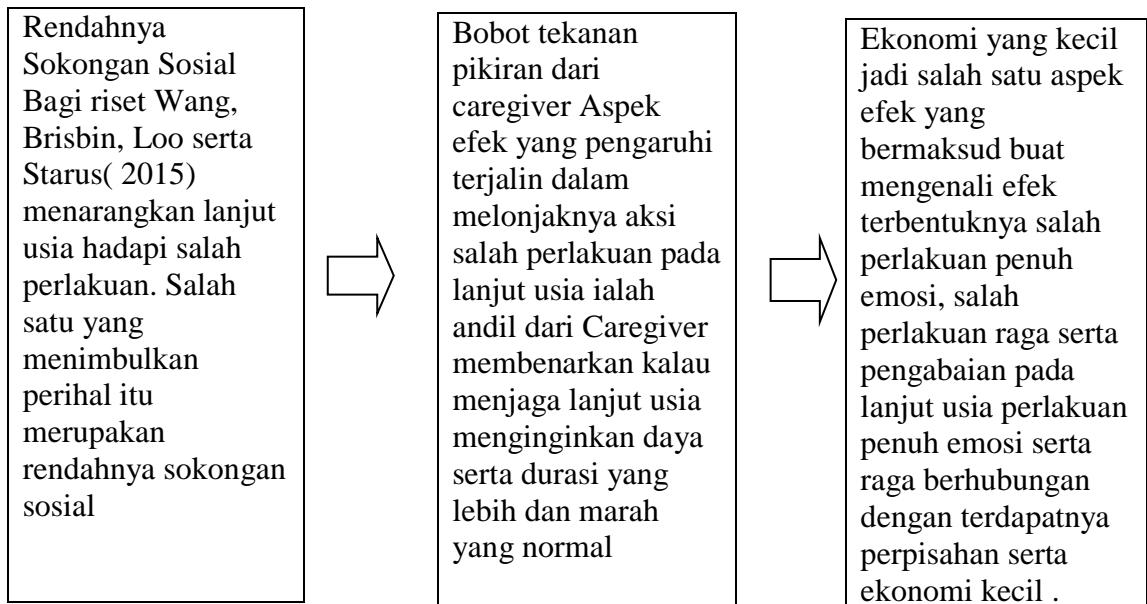 Rendahnya
Sokongan Sosial
Bagi riset Wang,
Brisbin, Loo serta
Starus( 2015)
menarangkan lanjut
usia hadapi salah
perlakuan. Salah
satu yang
menimbulkan
perihal itu
merupakan
rendahnya sokongan
sosial
Bobot tekanan
pikiran dari
caregiver Aspek
efek yang pengaruhi
terjalin dalam
melonjaknya aksi
salah perlakuan pada
lanjut usia ialah
andil dari Caregiver
membenarkan kalau
menjaga lanjut usia
menginginkan daya
serta durasi yang
lebih dan marah
yang normal
Ekonomi yang kecil
jadi salah satu aspek
efek yang
bermaksud buat
mengenali efek
terbentuknya salah
perlakuan penuh
emosi, salah
perlakuan raga serta
pengabaian pada
lanjut usia perlakuan
penuh emosi serta
raga berhubungan
dengan terdapatnya
perpisahan serta
ekonomi kecil .